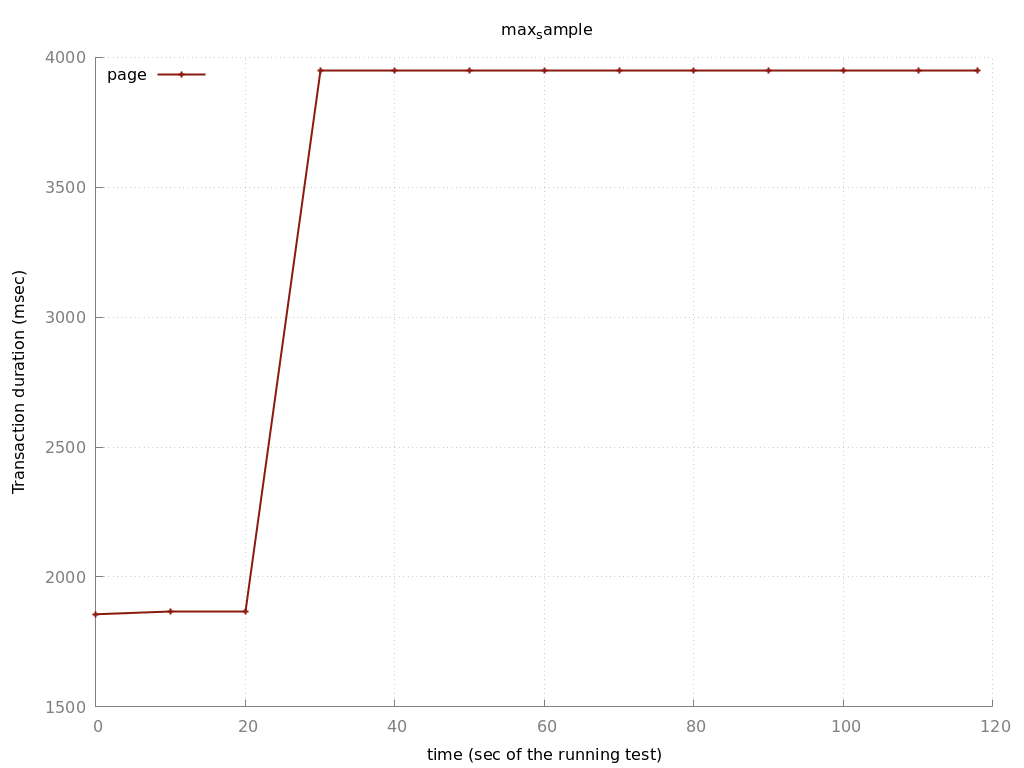 max_sample
page
4000
3500
3000
2500
2000
1500
Transaction duration (msec)
0 20 40 60 80 100 120
time (sec of the running test)